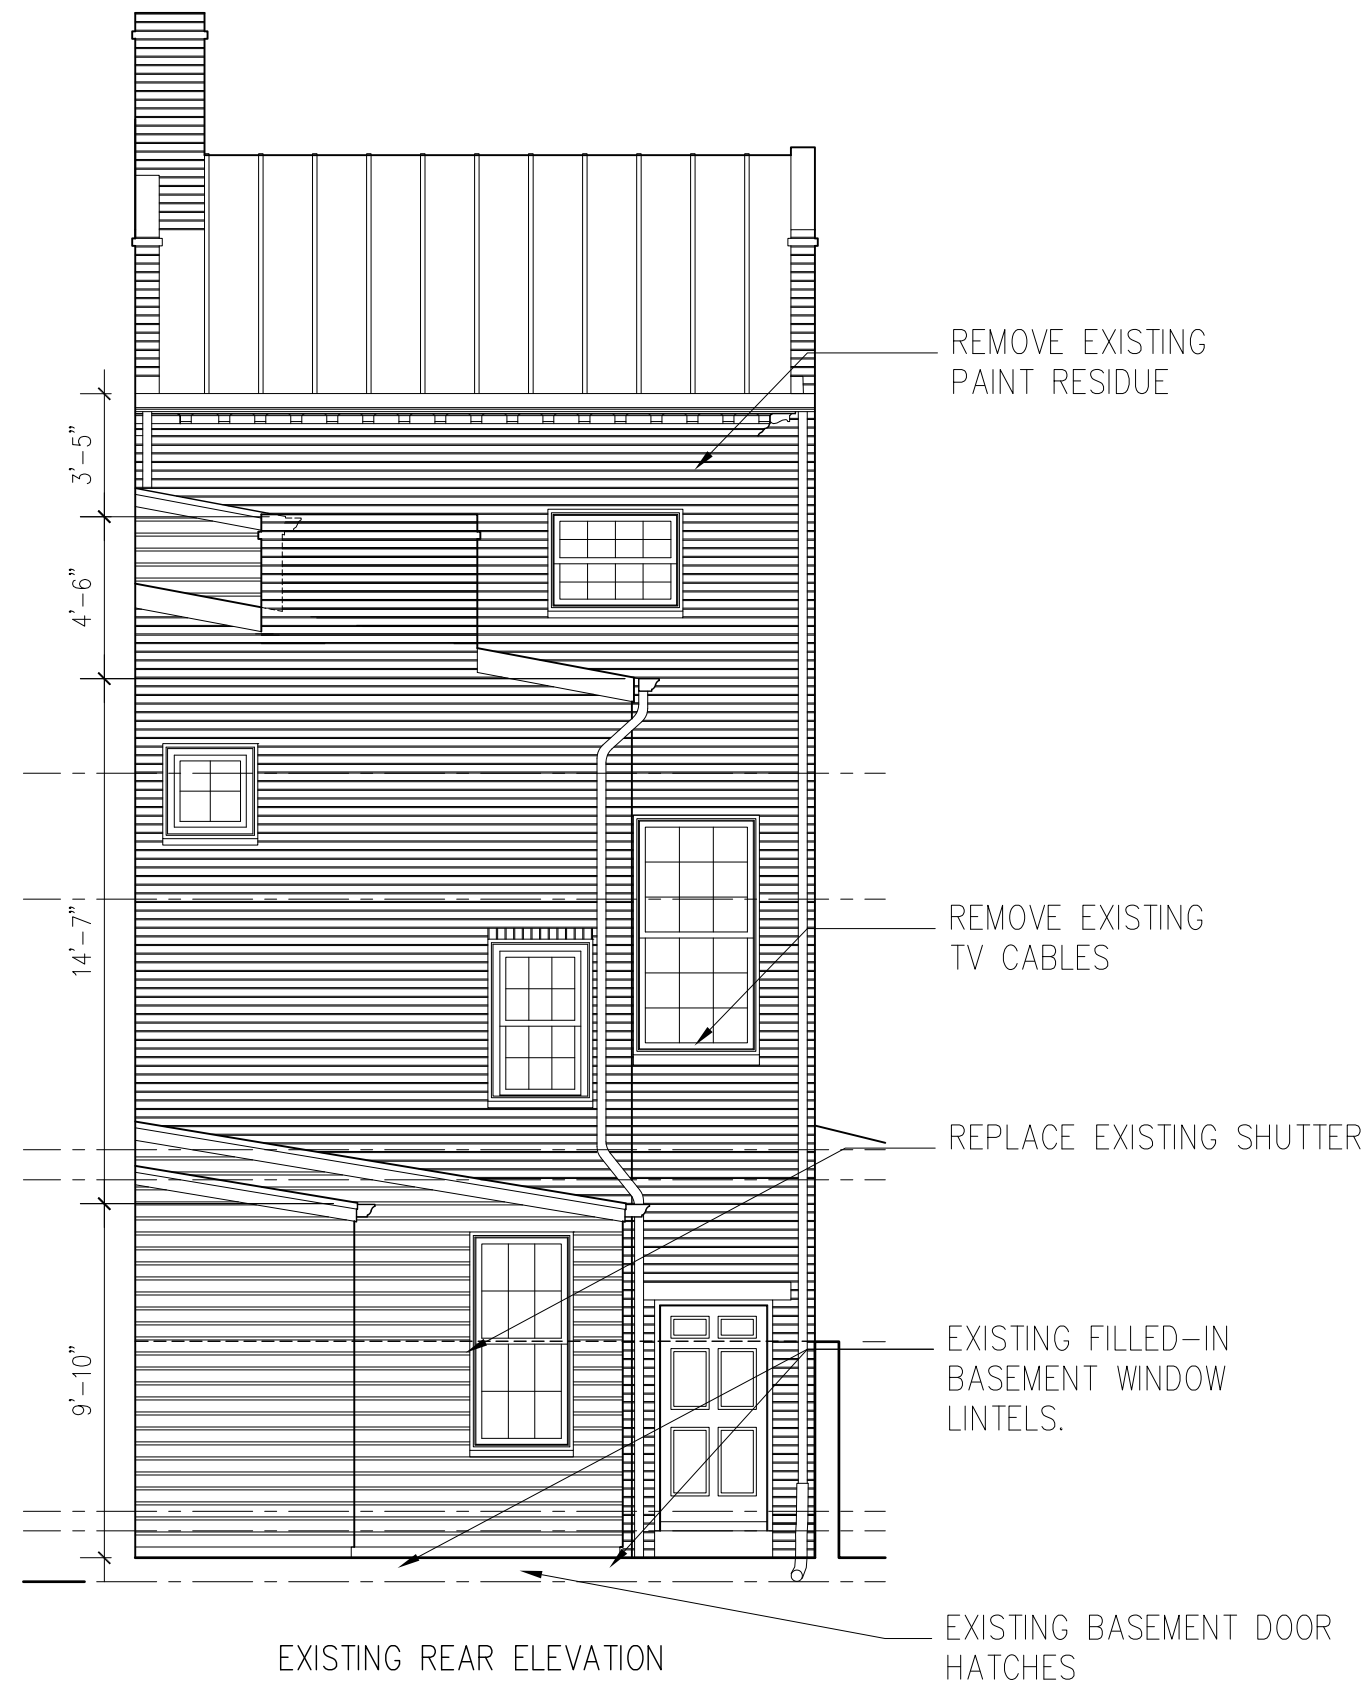 REMOVE EXISTING
PAINT RESIDUE
3'-5"
4'-6"
14'-7"
REMOVE EXISTING
TV CABLES
REPLACE EXISTING SHUTTER
9'-10"
EXISTING FILLED-IN
BASEMENT WINDOW
LINTELS.
EXISTING BASEMENT DOOR
HATCHES
EXISTING REAR ELEVATION